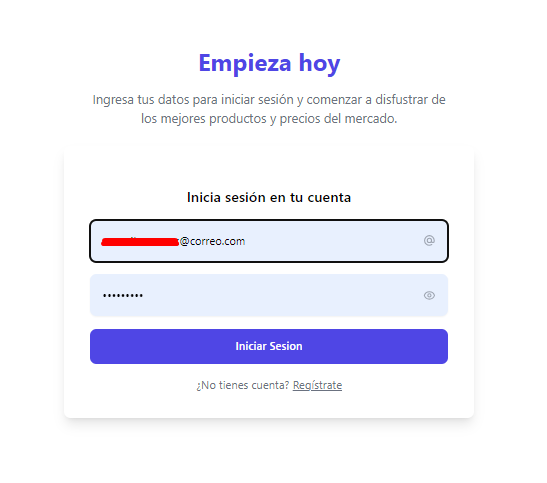 Empieza hoy
Ingresa tus datos para iniciar sesión y comenzar a disfustrar de
los mejores productos y precios del mercado.
Inicia sesión en tu cuenta
@correo.com
•••••••••
Iniciar Sesion
¿No tienes cuenta? Regístrate